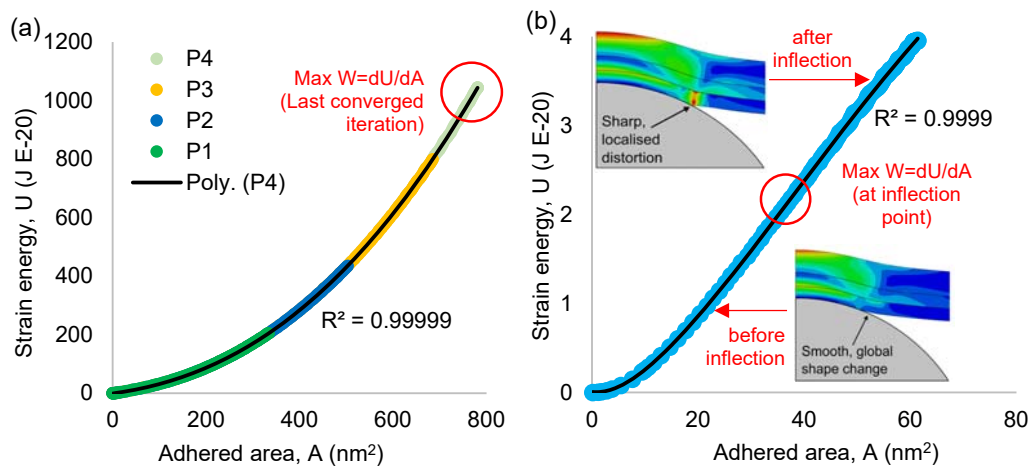 (a)
1200
1000
800
600
400
200
0
Strain energy, U (J E-20)
P4
P3
P2
P1
Poly. (P4)
Max W=dU/dA
(Last converged
iteration)
R² = 0.99999
0
200
400
600
800
Adhered area, A (nm²)
(b)
4
3
2
1
0
Strain energy, U (J E-20)
Sharp,
localised
distortion
after
inflection
R² = 0.9999
Max W=dU/dA
(at inflection
point)
before
inflection
Smooth, global
shape change
0
20
40
60
80
Adhered area, A (nm²)